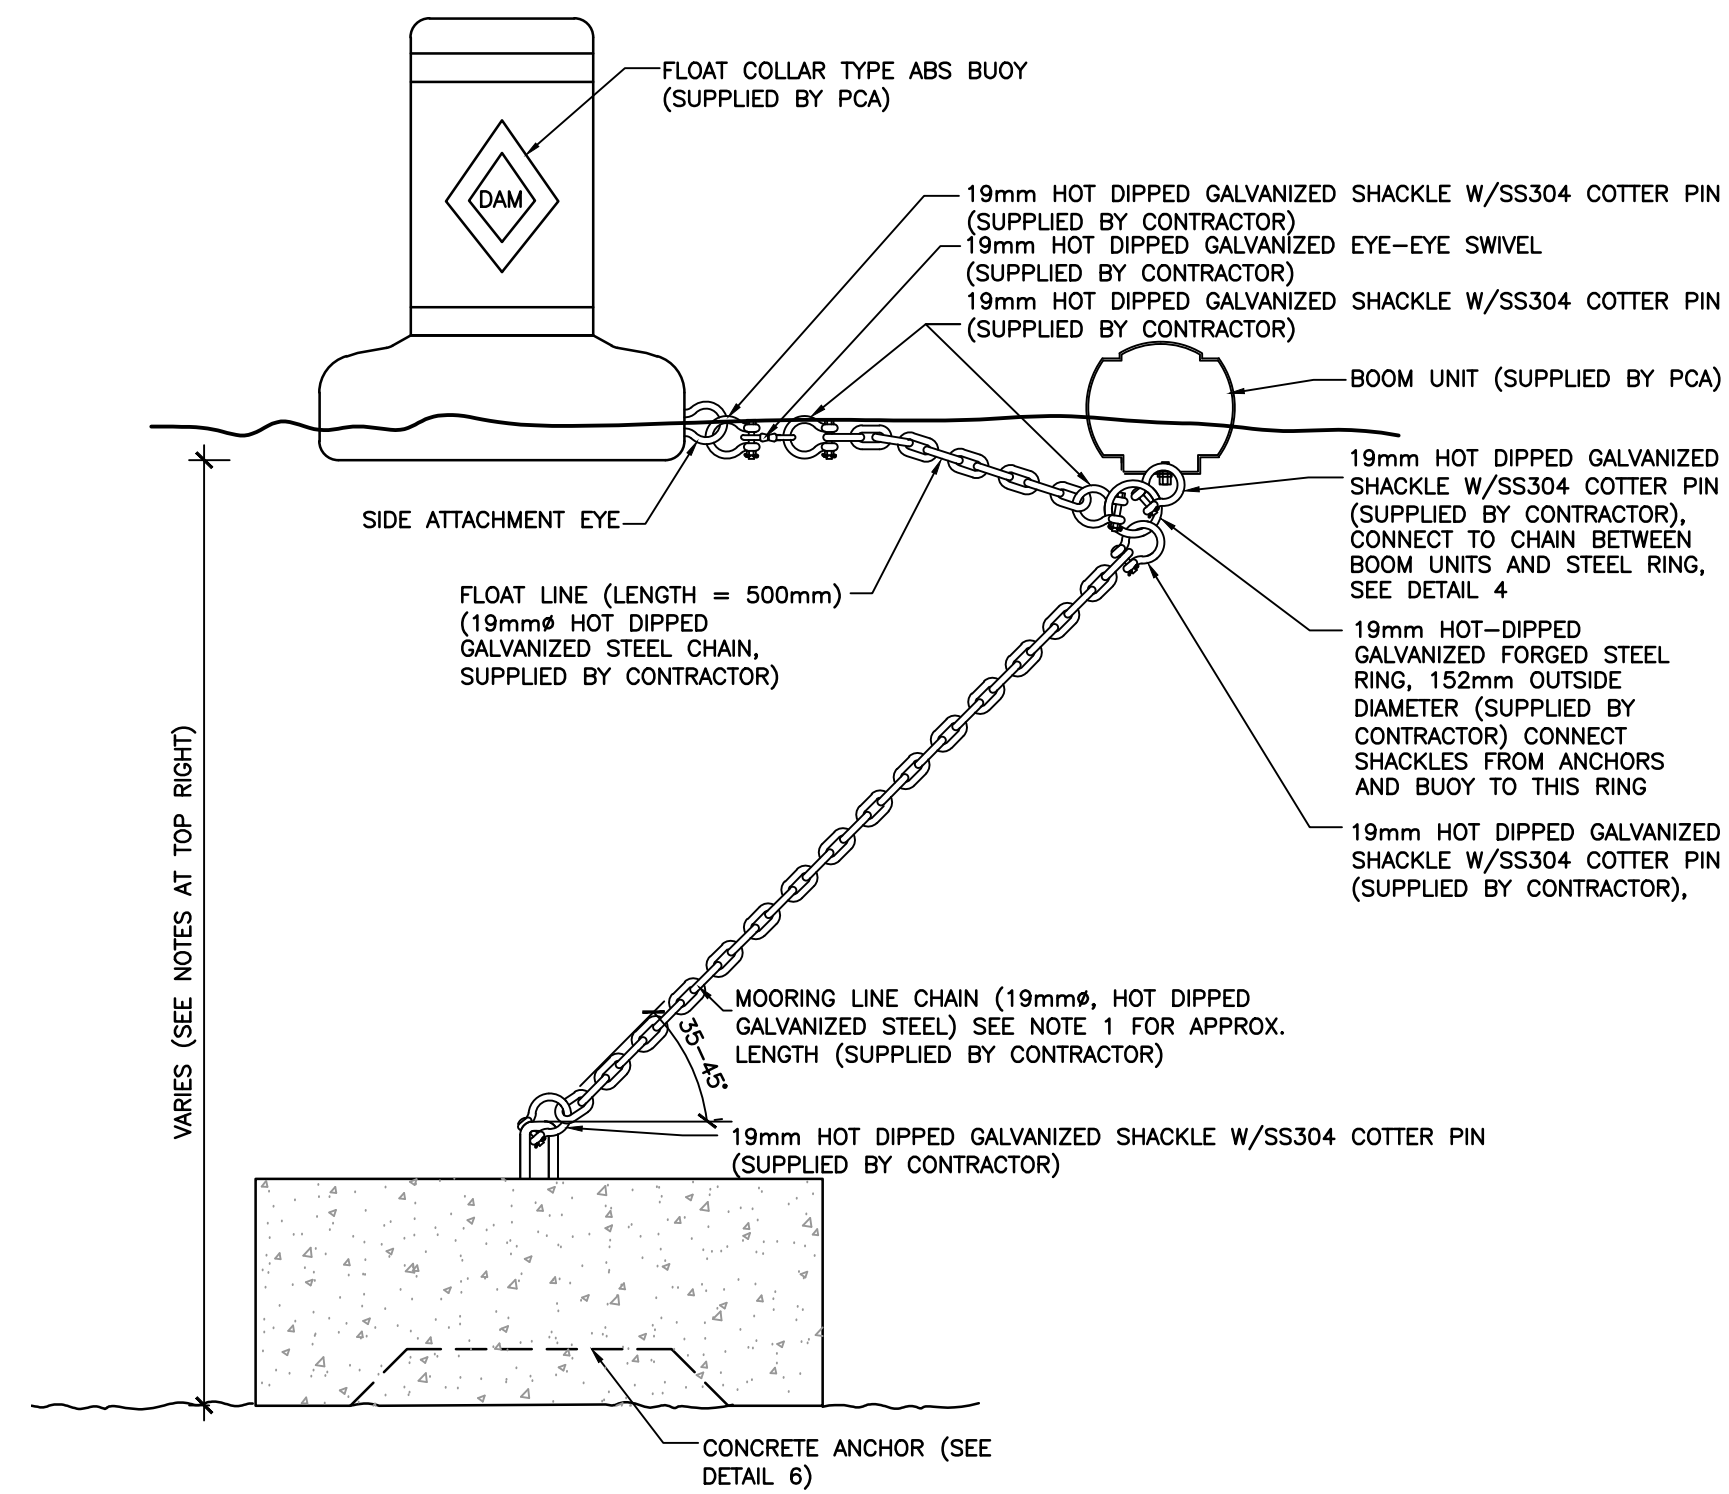 FLOAT COLLAR TYPE ABS BUOY
(SUPPLIED BY PCA)
DAM
19mm HOT DIPPED GALVANIZED SHACKLE W/SS304 COTTER PIN
(SUPPLIED BY CONTRACTOR)
19mm HOT DIPPED GALVANIZED EYE-EYE SWIVEL
(SUPPLIED BY CONTRACTOR)
19mm HOT DIPPED GALVANIZED SHACKLE W/SS304 COTTER PIN
(SUPPLIED BY CONTRACTOR)
BOOM UNIT (SUPPLIED BY PCA)
19mm HOT DIPPED GALVANIZED
SHACKLE W/SS304 COTTER PIN
(SUPPLIED BY CONTRACTOR),
CONNECT TO CHAIN BETWEEN
BOOM UNITS AND STEEL RING,
SEE DETAIL 4
SIDE ATTACHMENT EYE
FLOAT LINE (LENGTH = 500mm)
(19mmø HOT DIPPED
GALVANIZED STEEL CHAIN,
SUPPLIED BY CONTRACTOR)
19mm HOT-DIPPED
GALVANIZED FORGED STEEL
RING, 152mm OUTSIDE
DIAMETER (SUPPLIED BY
CONTRACTOR) CONNECT
SHACKLES FROM ANCHORS
AND BUOY TO THIS RING
19mm HOT DIPPED GALVANIZED
SHACKLE W/SS304 COTTER PIN
(SUPPLIED BY CONTRACTOR),
VARIES (SEE NOTES AT TOP RIGHT)
MOORING LINE CHAIN (19mmø, HOT DIPPED
GALVANIZED STEEL) SEE NOTE 1 FOR APPROX.
LENGTH (SUPPLIED BY CONTRACTOR)
35-45°
19mm HOT DIPPED GALVANIZED SHACKLE W/SS304 COTTER PIN
(SUPPLIED BY CONTRACTOR)
CONCRETE ANCHOR (SEE
DETAIL 6)